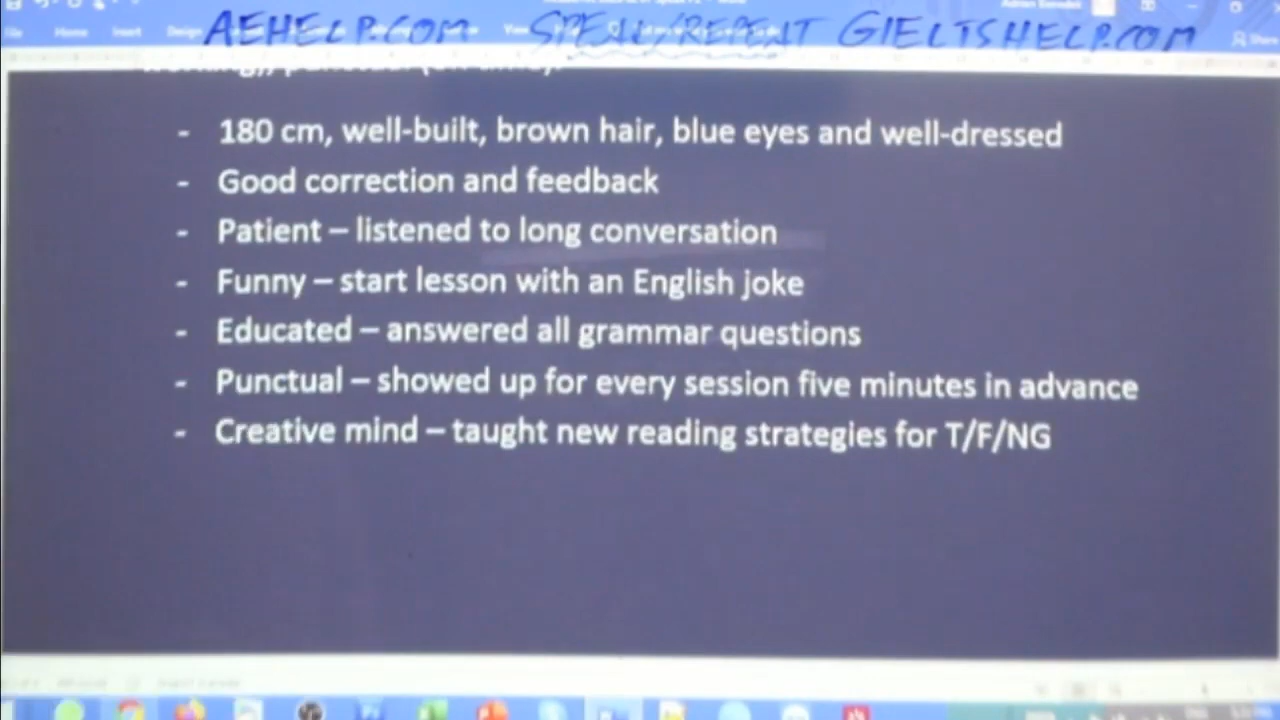 AEHELP.COM SPEAK/REPEAT GIELTSHELP.COM
- 180 cm, well-built, brown hair, blue eyes and well-dressed
- Good correction and feedback
- Patient – listened to long conversation
- Funny – start lesson with an English joke
- Educated – answered all grammar questions
- Punctual – showed up for every session five minutes in advance
- Creative mind – taught new reading strategies for T/F/NG